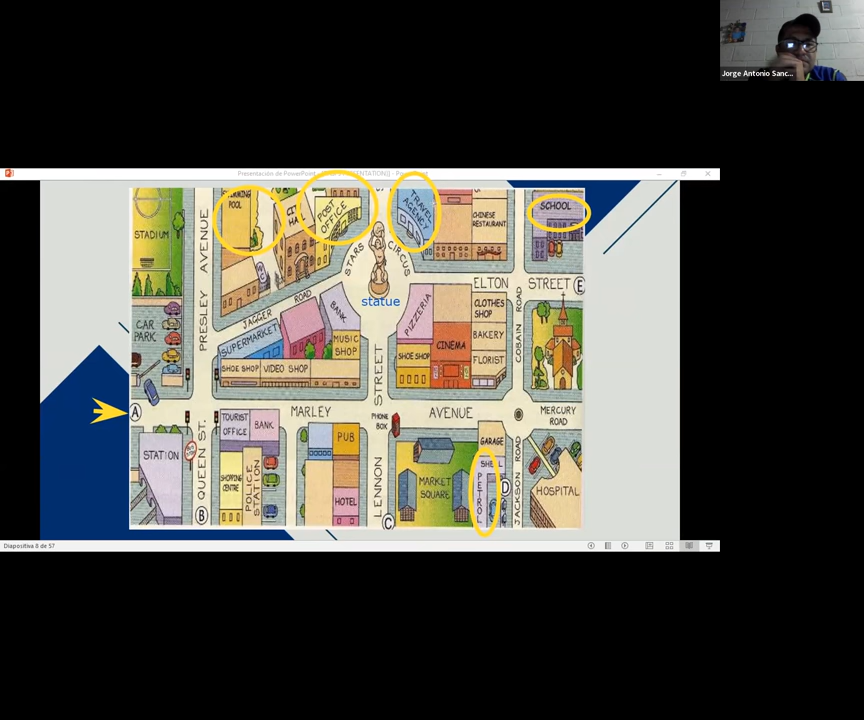 Jorge Antonio Sanc...
SWIMMING
POOL
CITY
HALL
POST
OFFICE
TRAVEL
AGENCY
CHINESE
RESTAURANT
SCHOOL
STADIUM
PRESLEY AVENUE
STARS CIRCUS
statue
ELTON STREET E
CAR
PARK
JAGGER ROAD
BANK
PIZZERIA
CLOTHES
SHOP
SUPERMARKET
MUSIC
SHOP
SHOE SHOP
VIDEO SHOP
SHOE SHOP
CINEMA
BAKERY
FLORIST
COBAIN ROAD
A
MARLEY AVENUE
MERCURY
ROAD
STREET
LENNON
PHONE
BOX
TOURIST
OFFICE
BANK
PUB
GARAGE
STATION
QUEEN ST.
SHOPPING
CENTRE
POLICE
STATION
HOTEL
MARKET
SQUARE
SHELL
PETROL
D
JACKSON ROAD
HOSPITAL
B
C
Diapositiva 8 de 57